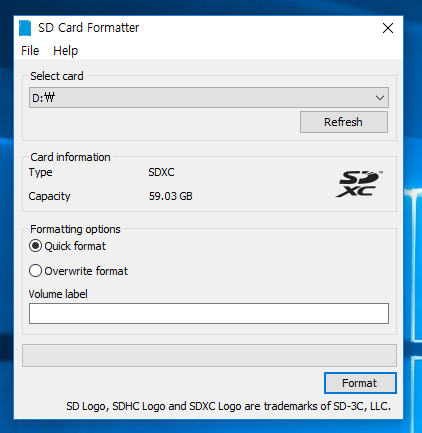 SD Card Formatter
File Help
Select card
D:₩
Refresh
Card information
Type SDXC
Capacity 59.03 GB
SD
XC
Formatting options
Quick format
Overwrite format
Volume label
Format
SD Logo, SDHC Logo and SDXC Logo are trademarks of SD-3C, LLC.